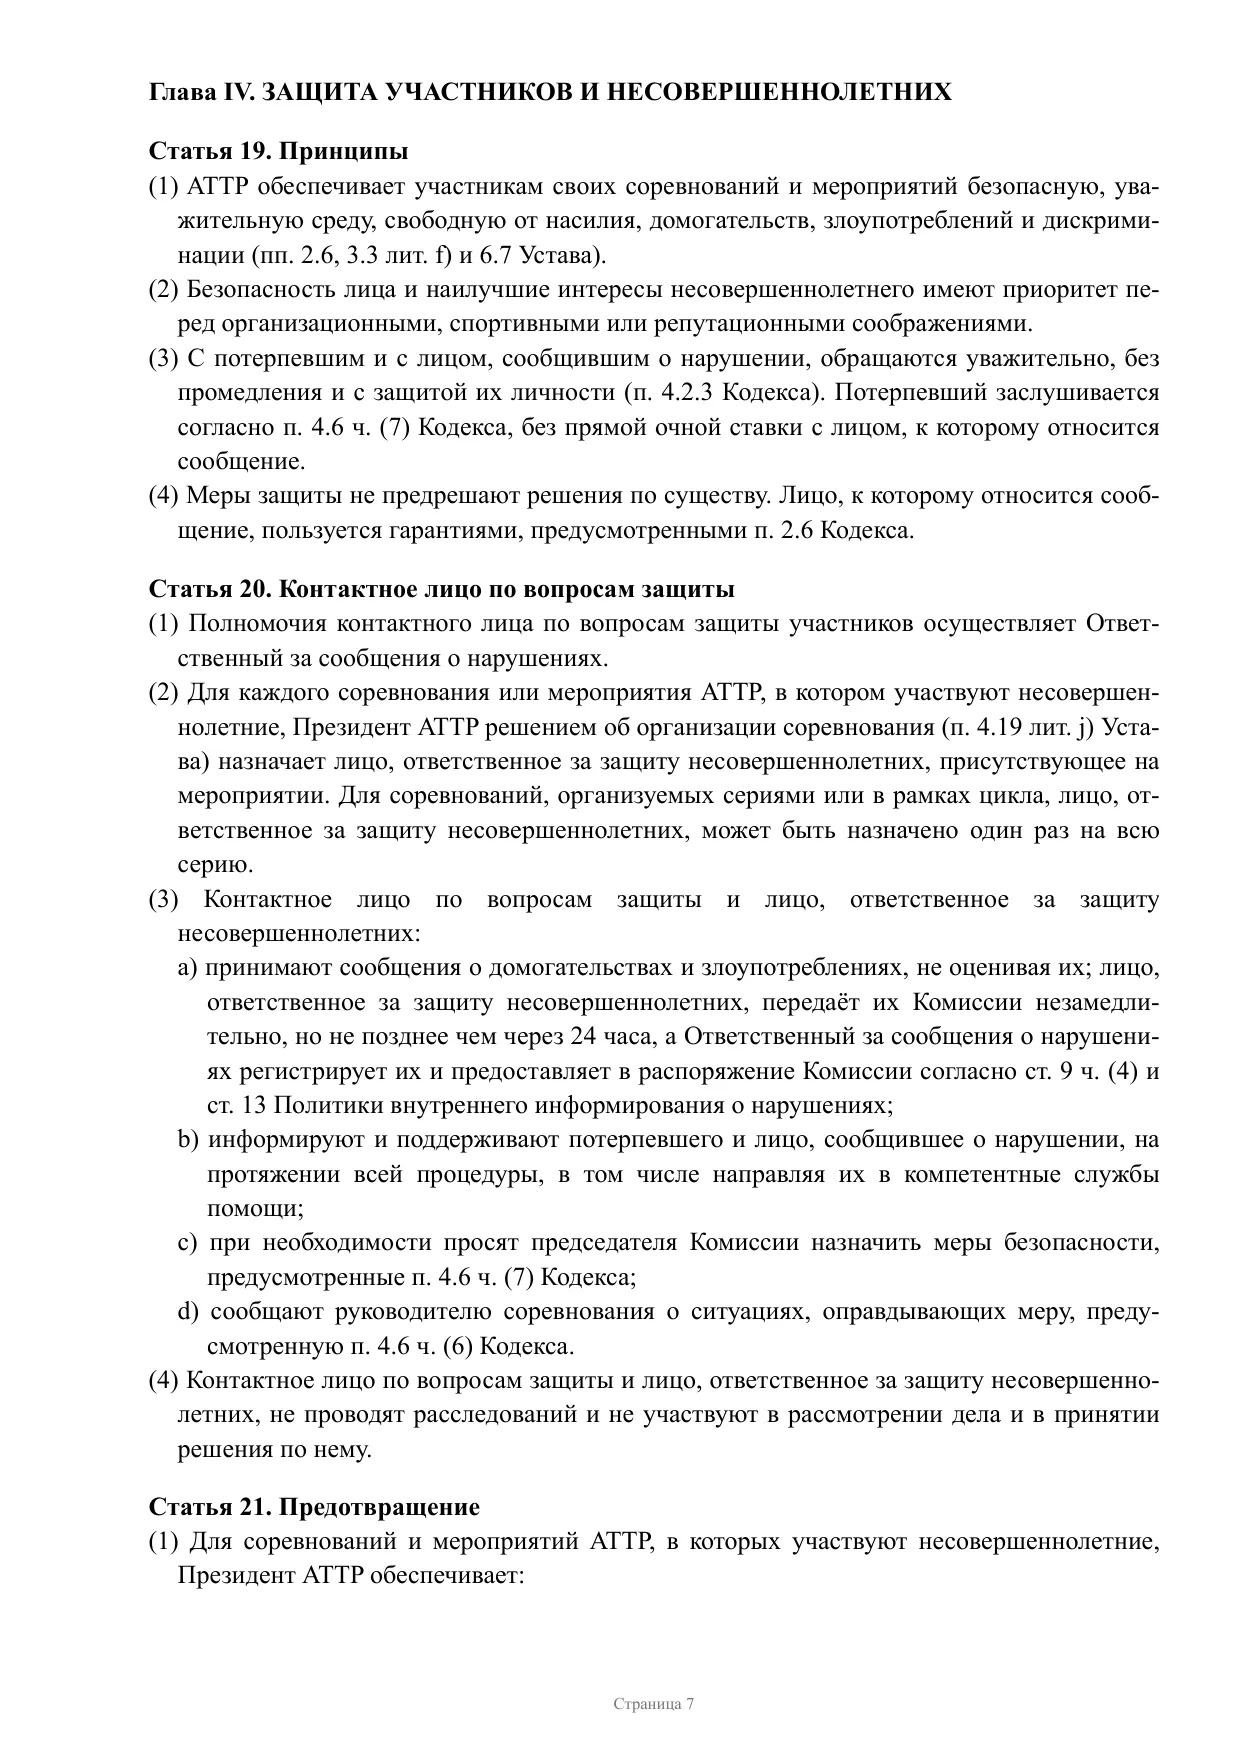 Глава IV. ЗАЩИТА УЧАСТНИКОВ И НЕСОВЕРШЕННОЛЕТНИХ
Статья 19. Принципы
(1) АТТР обеспечивает участникам своих соревнований и мероприятий безопасную, ува-
жительную среду, свободную от насилия, домогательств, злоупотреблений и дискрими-
нации (пп. 2.6, 3.3 лит. f) и 6.7 Устава).
(2) Безопасность лица и наилучшие интересы несовершеннолетнего имеют приоритет пе-
ред организационными, спортивными или репутационными соображениями.
(3) С потерпевшим и с лицом, сообщившим о нарушении, обращаются уважительно, без
промедления и с защитой их личности (п. 4.2.3 Кодекса). Потерпевший заслушивается
согласно п. 4.6 ч. (7) Кодекса, без прямой очной ставки с лицом, к которому относится
сообщение.
(4) Меры защиты не предрешают решения по существу. Лицо, к которому относится сооб-
щение, пользуется гарантиями, предусмотренными п. 2.6 Кодекса.
Статья 20. Контактное лицо по вопросам защиты
(1) Полномочия контактного лица по вопросам защиты участников осуществляет Ответ-
ственный за сообщения о нарушениях.
(2) Для каждого соревнования или мероприятия АТТР, в котором участвуют несовершен-
нолетние, Президент АТТР решением об организации соревнования (п. 4.19 лит. j) Уста-
ва) назначает лицо, ответственное за защиту несовершеннолетних, присутствующее на
мероприятии. Для соревнований, организуемых сериями или в рамках цикла, лицо, от-
ветственное за защиту несовершеннолетних, может быть назначено один раз на всю
серию.
(3) Контактное лицо по вопросам защиты и лицо, ответственное за защиту
несовершеннолетних:
a) принимают сообщения о домогательствах и злоупотреблениях, не оценивая их; лицо,
ответственное за защиту несовершеннолетних, передаёт их Комиссии незамедли-
тельно, но не позднее чем через 24 часа, а Ответственный за сообщения о нарушени-
ях регистрирует их и предоставляет в распоряжение Комиссии согласно ст. 9 ч. (4) и
ст. 13 Политики внутреннего информирования о нарушениях;
b) информируют и поддерживают потерпевшего и лицо, сообщившее о нарушении, на
протяжении всей процедуры, в том числе направляя их в компетентные службы
помощи;
c) при необходимости просят председателя Комиссии назначить меры безопасности,
предусмотренные п. 4.6 ч. (7) Кодекса;
d) сообщают руководителю соревнования о ситуациях, оправдывающих меру, преду-
смотренную п. 4.6 ч. (6) Кодекса.
(4) Контактное лицо по вопросам защиты и лицо, ответственное за защиту несовершенно-
летних, не проводят расследований и не участвуют в рассмотрении дела и в принятии
решения по нему.
Статья 21. Предотвращение
(1) Для соревнований и мероприятий АТТР, в которых участвуют несовершеннолетние,
Президент АТТР обеспечивает:
Страница 7